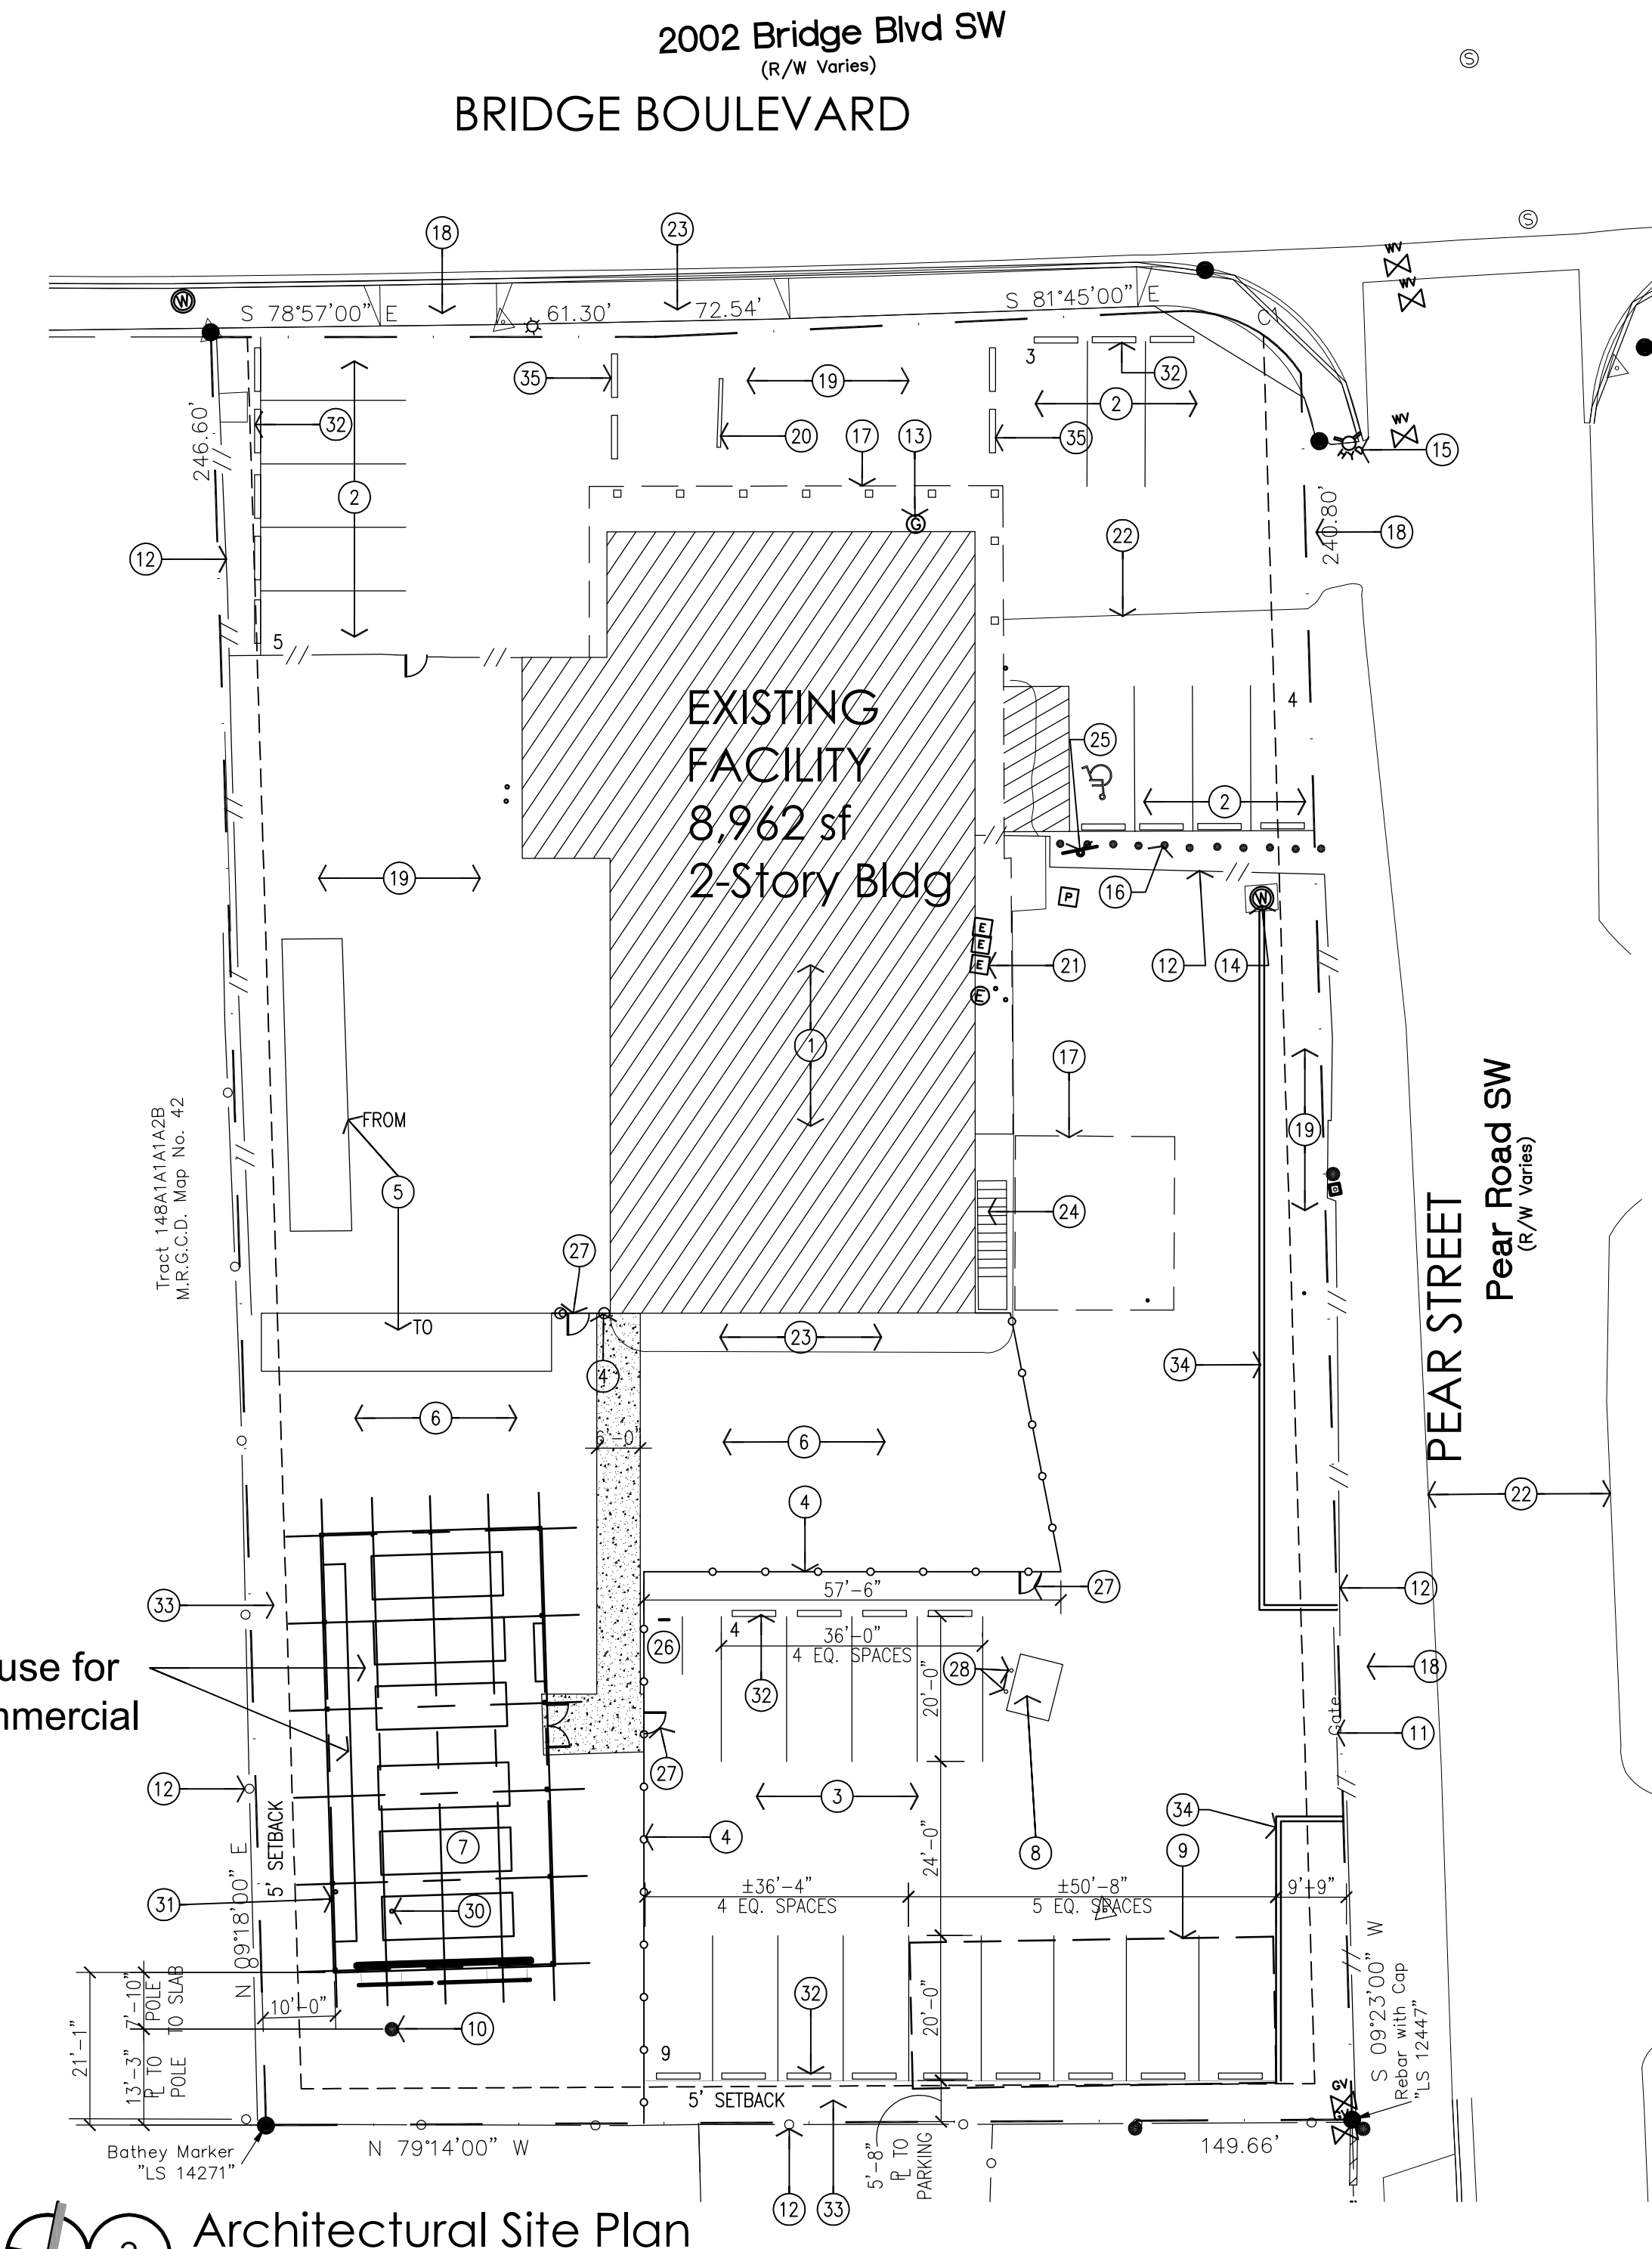 2002 Bridge Blvd SW
(R/W Varies)
BRIDGE BOULEVARD
S
S
18
23
WV
WV
W
S 78°57'00" E
61.30'
72.54'
S 81°45'00" E
C1
3
35
19
32
2
32
20
17
13
35
WV
15
246.60'
2
G
240.80'
18
12
22
5
EXISTING
FACILITY
8,962 sf
2-Story Bldg
4
25
2
19
16
P
W
E
E
E
E
21
12
14
1
17
19
Tract 148A1A1A1A2B
M.R.G.C.D. Map No. 42
FROM
5
24
PEAR STREET
Pear Road SW
(R/W Varies)
27
TO
23
4
34
6
6'-0"
6
4
22
57'-6"
27
12
33
4
36'-0"
4 EQ. SPACES
26
use for
mmercial
28
20'-0"
32
18
Gate
11
27
12
3
5' SETBACK
4
24'-0"
8
34
9
7
±36'-4"
4 EQ. SPACES
±50'-8"
5 EQ. SPACES
9'-9"
31
30
N 09°18'00" E
S 09°23'00" W
Rebar with Cap
"LS 12447"
21'-1"
7'-10"
POLE
TO SLAB
10'-0"
10
32
20'-0"
13'-3"
PL TO
POLE
9
5' SETBACK
Bathey Marker
"LS 14271"
N 79°14'00" W
5'-8"
PL TO
PARKING
149.66'
12
33
Architectural Site Plan